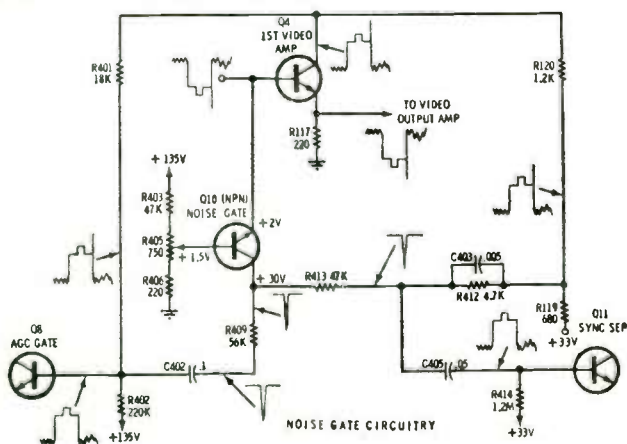 Q4
1ST VIDEO
AMP
R401
18K
R120
1.2K
TO VIDEO
OUTPUT AMP
R117
220
+135V
R403
47K
Q10 (NPN)
NOISE GATE
+2V
R405
750
+1.5V
R406
220
+30V
R413 47K
C403 .005
R412 4.7K
R119
680
+33V
Q11
SYNC SEP
R409
56K
Q8
AGC GATE
C402 .1
C405 .05
R402
220K
+135V
R414
1.2M
+33V
NOISE GATE CIRCUITRY